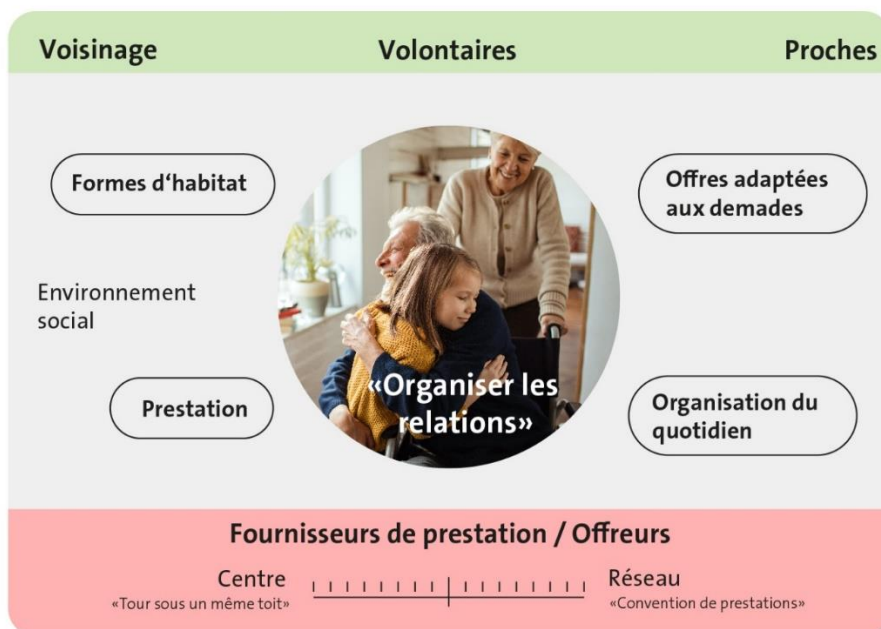 Voisinage
Volontaires
Proches
Formes d‘habitat
Offres adaptées
aux demades
Environnement
social
«Organiser les
relations»
Prestation
Organisation du
quotidien
Fournisseurs de prestation / Offreurs
Centre
«Tour sous un même toit»
Réseau
«Convention de prestations»